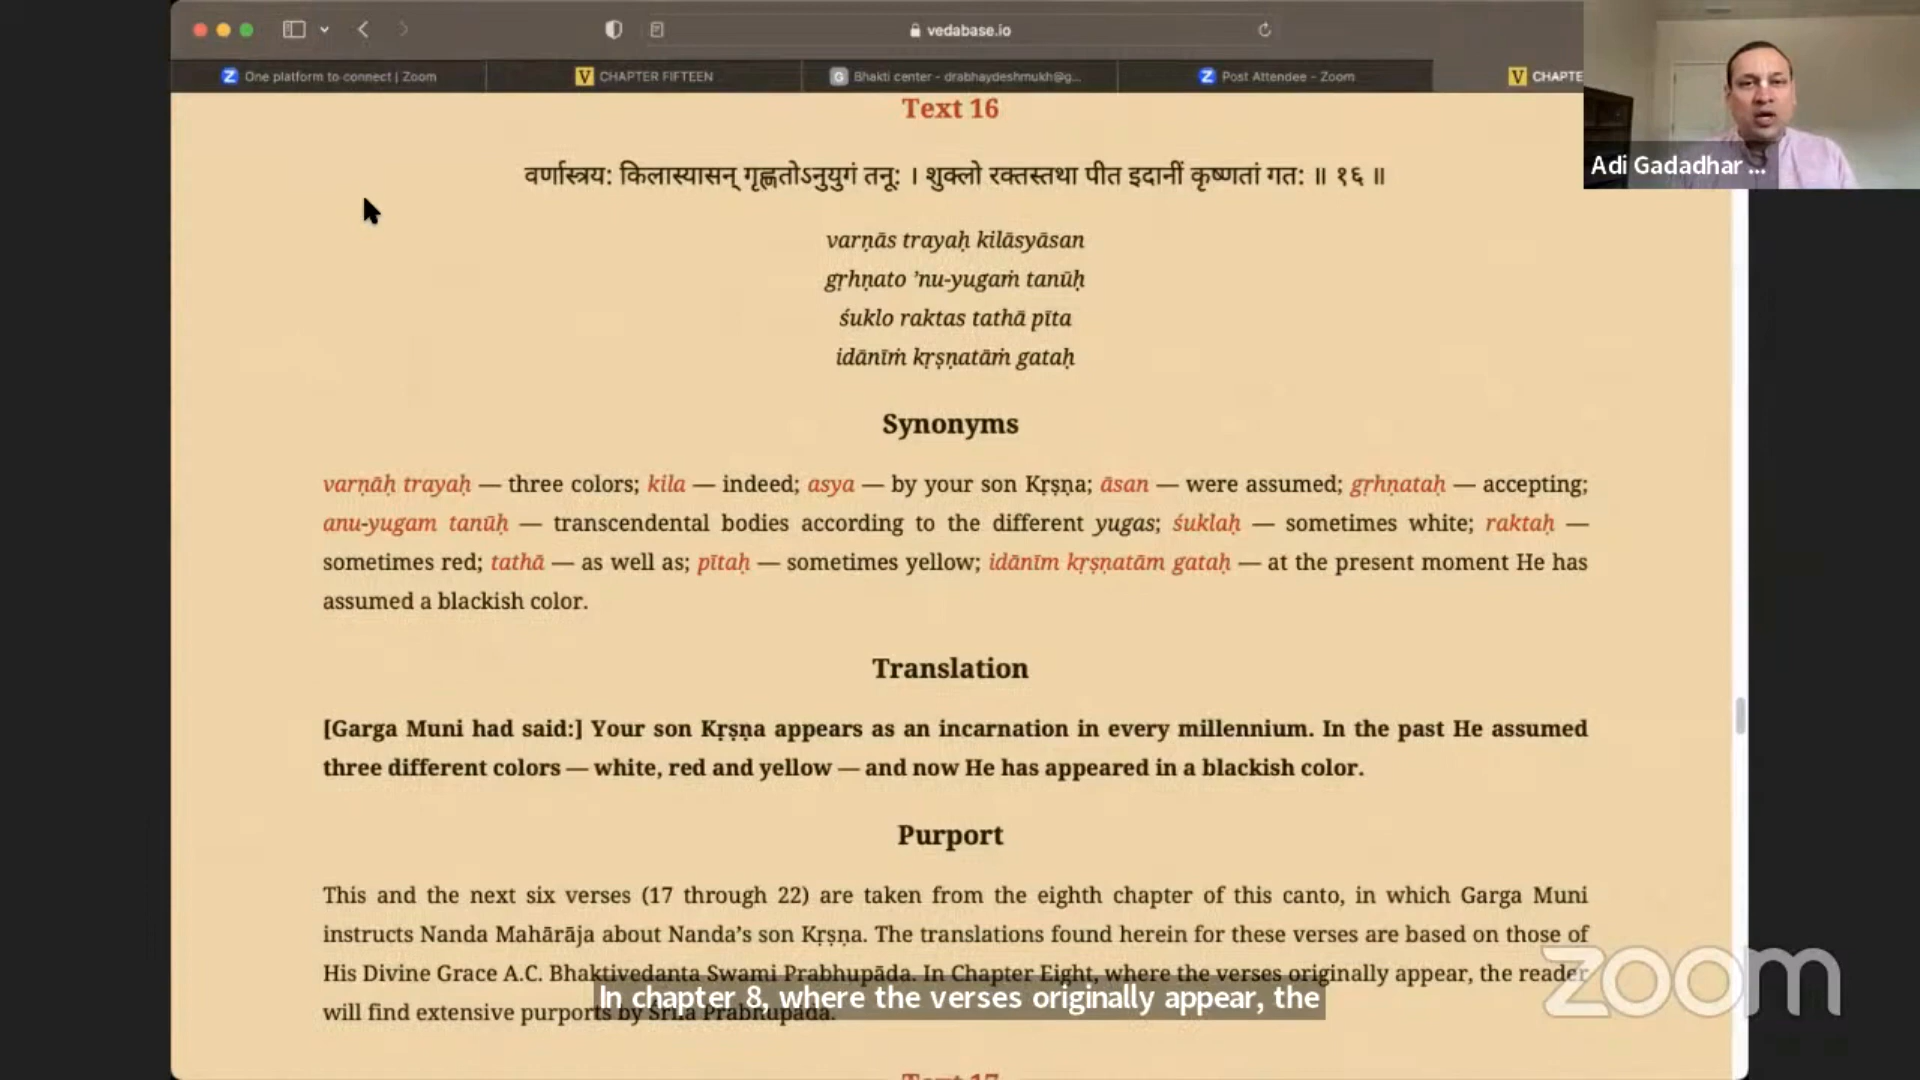 vedabase.io
One platform to connect | Zoom
CHAPTER FIFTEEN
Bhakti center - drabhaydeshmukh@g...
Post Attendee - Zoom
CHAPTE
Adi Gadadhar ...
Text 16
वर्णास्त्रय: किलास्यासन् गृह्णतोऽनुयुगं तनू: । शुक्लो रक्तस्तथा पीत इदानीं कृष्णतां गत: ॥ १६ ॥
varṇās trayaḥ kilāsyāsan
gṛhṇato ’nu-yugaṁ tanūḥ
śuklo raktas tathā pīta
idānīṁ kṛṣṇatāṁ gataḥ
Synonyms
varṇāḥ trayaḥ — three colors; kila — indeed; asya — by your son Kṛṣṇa; āsan — were assumed; gṛhṇataḥ — accepting;
anu-yugam tanūḥ — transcendental bodies according to the different yugas; śuklaḥ — sometimes white; raktaḥ —
sometimes red; tathā — as well as; pītaḥ — sometimes yellow; idānīm kṛṣṇatām gataḥ — at the present moment He has
assumed a blackish color.
Translation
[Garga Muni had said:] Your son Kṛṣṇa appears as an incarnation in every millennium. In the past He assumed
three different colors — white, red and yellow — and now He has appeared in a blackish color.
Purport
This and the next six verses (17 through 22) are taken from the eighth chapter of this canto, in which Garga Muni
instructs Nanda Mahārāja about Nanda’s son Kṛṣṇa. The translations found herein for these verses are based on those of
His Divine Grace A.C. Bhaktivedanta Swami Prabhupāda. In Chapter Eight, where the verses originally appear, the reader
In chapter 8, where the verses originally appear, the
will find extensive purports by Śrīla Prabhupāda.
zoom
Text 17